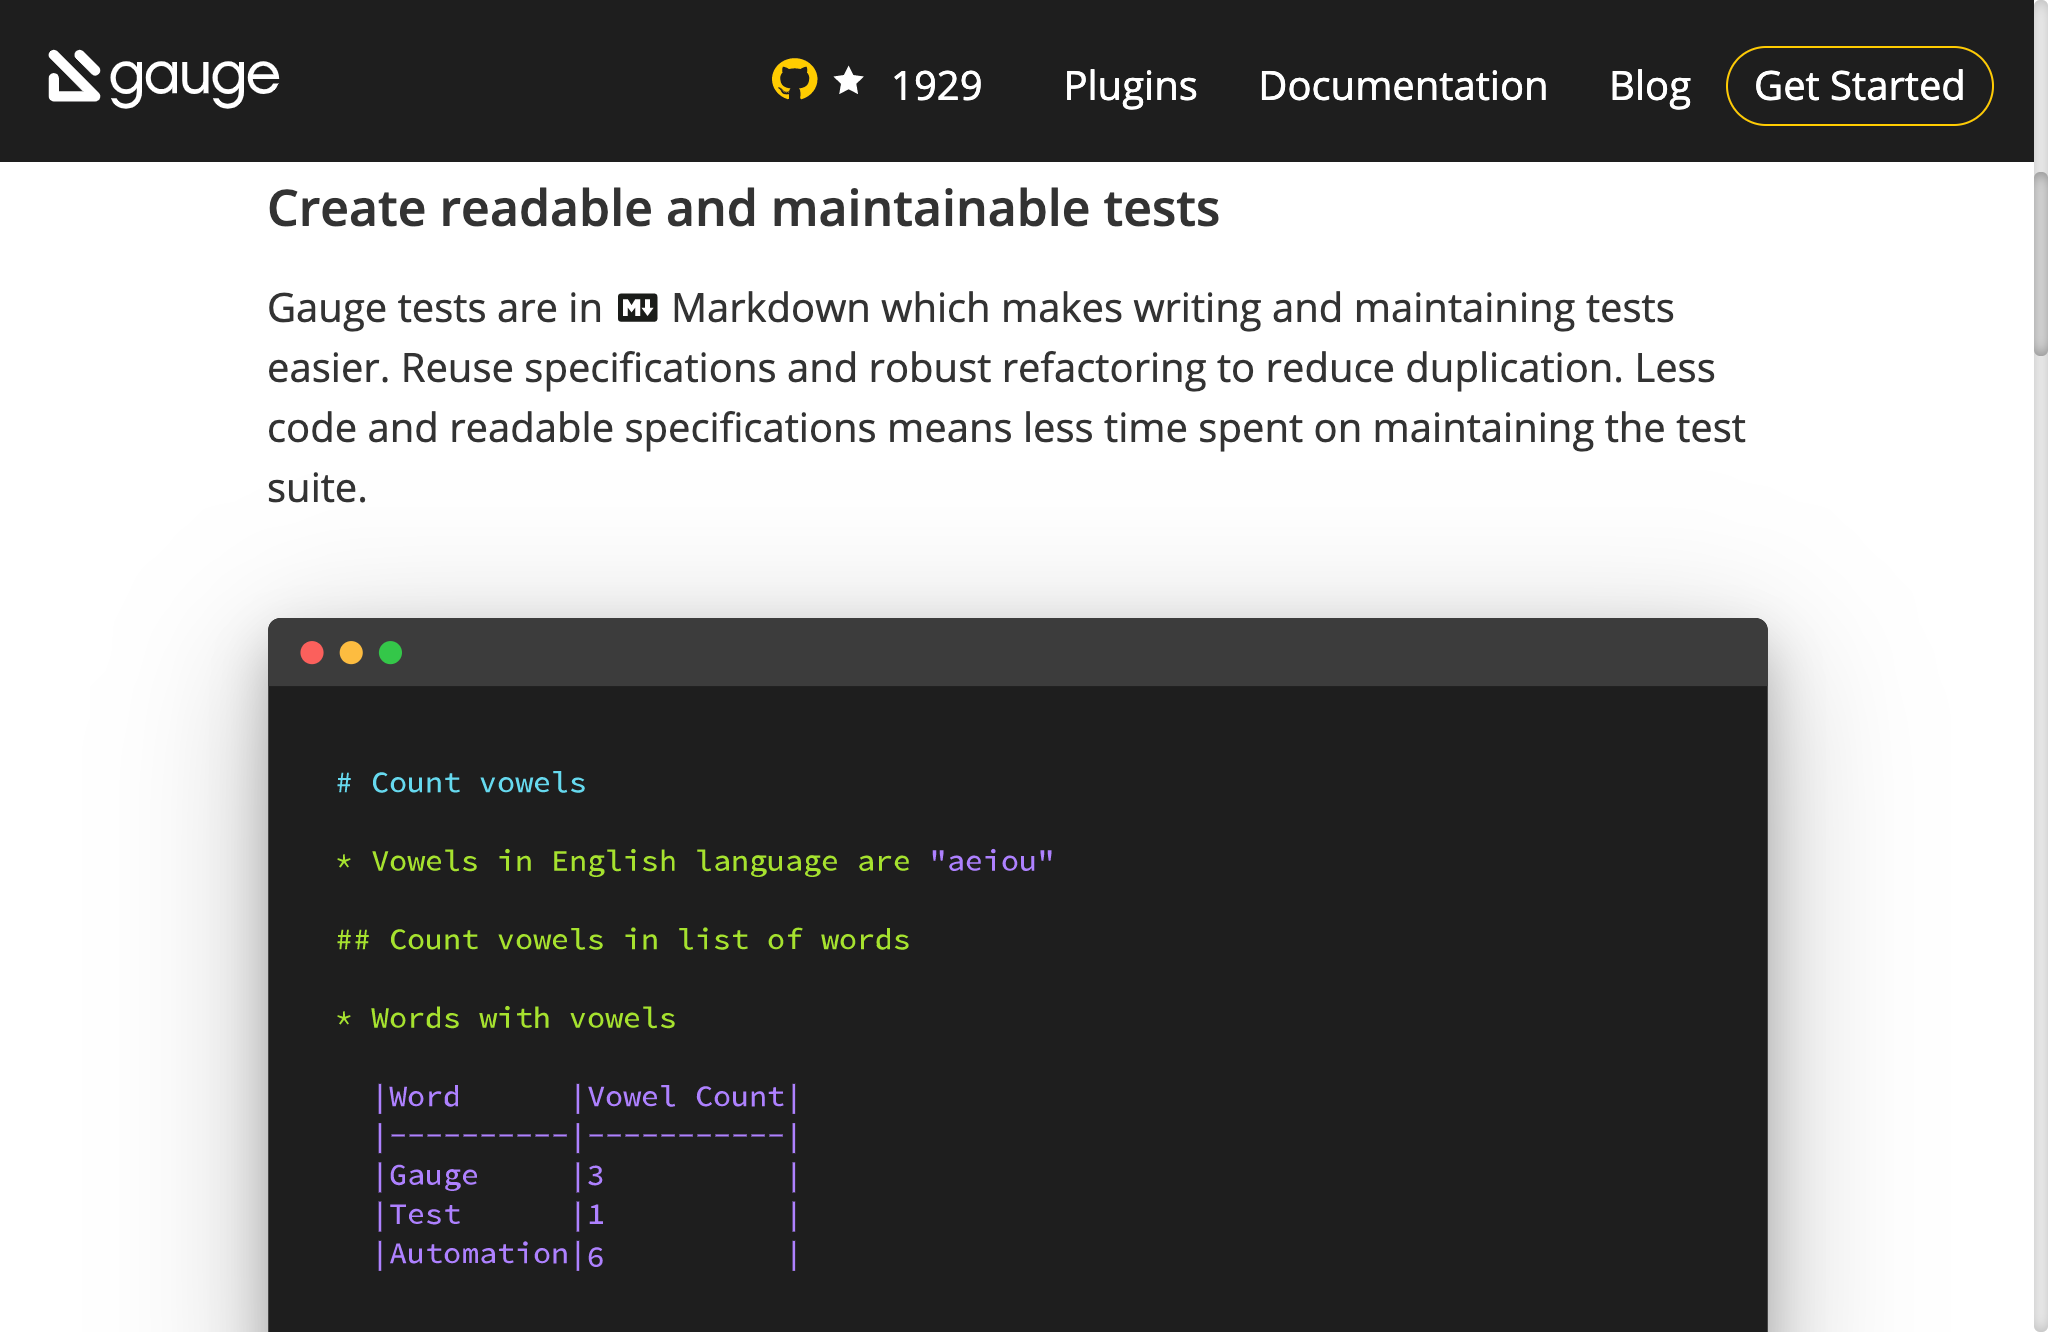 gauge
1929 Plugins Documentation Blog Get Started
Create readable and maintainable tests
Gauge tests are in M↓ Markdown which makes writing and maintaining tests
easier. Reuse specifications and robust refactoring to reduce duplication. Less
code and readable specifications means less time spent on maintaining the test
suite.
# Count vowels
* Vowels in English language are "aeiou"
## Count vowels in list of words
* Words with vowels
|Word      |Vowel Count|
|----------|-----------|
|Gauge     |3          |
|Test      |1          |
|Automation|6          |